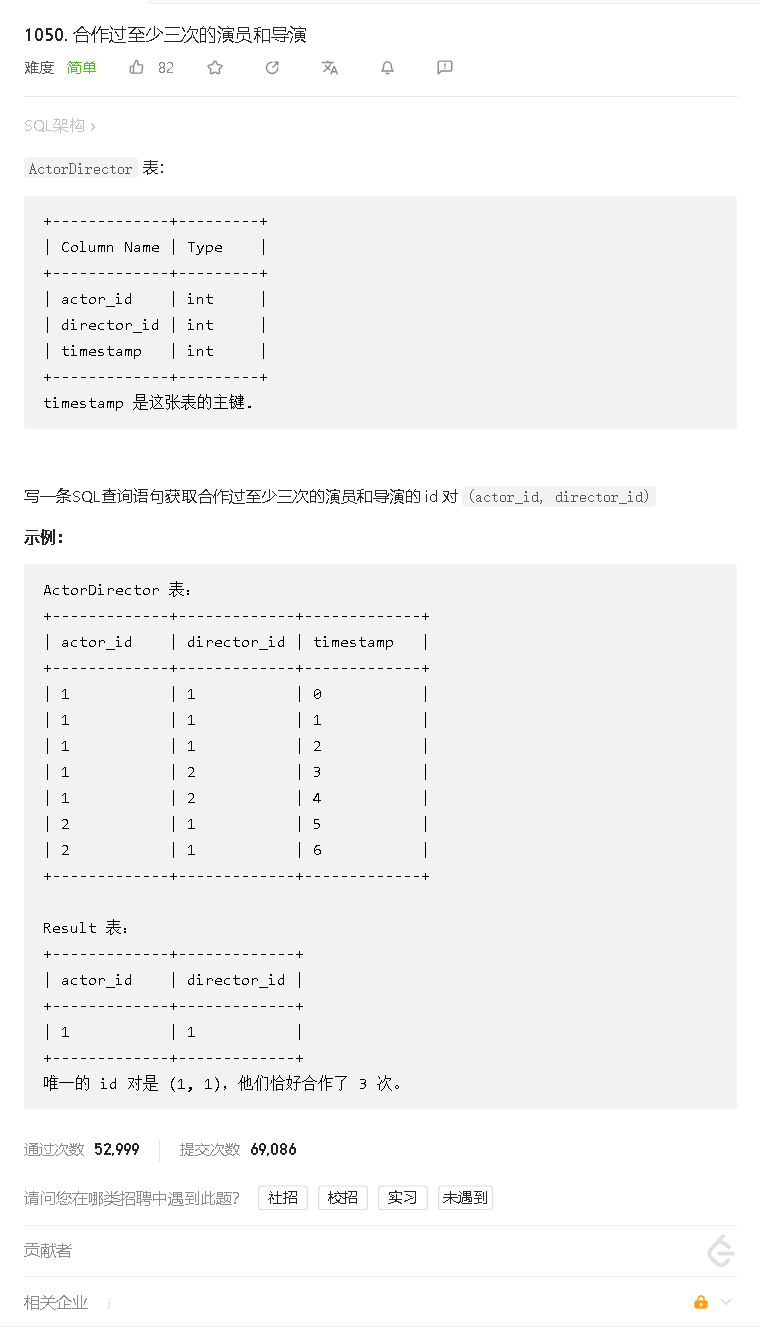 1050. 合作过至少三次的演员和导演
难度 简单 82
SQL架构 ›
ActorDirector 表：
+-------------+---------+
| Column Name | Type    |
+-------------+---------+
| actor_id    | int     |
| director_id | int     |
| timestamp   | int     |
+-------------+---------+
timestamp 是这张表的主键.
写一条SQL查询语句获取合作过至少三次的演员和导演的 id 对 (actor_id, director_id)
示例：
ActorDirector 表：
+-------------+-------------+-------------+
| actor_id    | director_id | timestamp   |
+-------------+-------------+-------------+
| 1           | 1           | 0           |
| 1           | 1           | 1           |
| 1           | 1           | 2           |
| 1           | 2           | 3           |
| 1           | 2           | 4           |
| 2           | 1           | 5           |
| 2           | 1           | 6           |
+-------------+-------------+-------------+
Result 表：
+-------------+-------------+
| actor_id    | director_id |
+-------------+-------------+
| 1           | 1           |
+-------------+-------------+
唯一的 id 对是 (1, 1)，他们恰好合作了 3 次。
通过次数 52,999 提交次数 69,086
请问您在哪类招聘中遇到此题？ 社招 校招 实习 未遇到
贡献者
相关企业 i